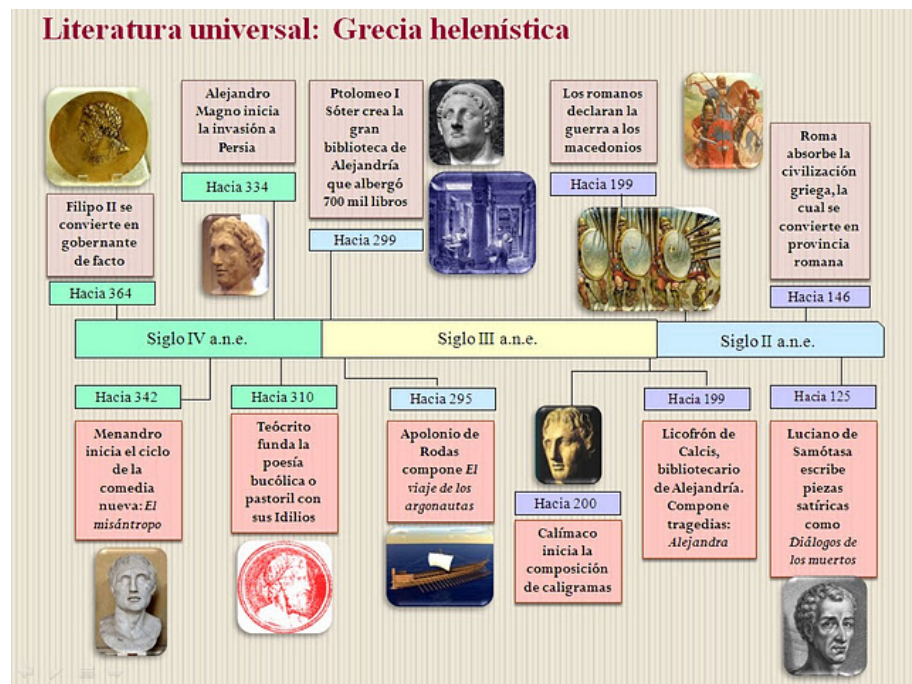 Literatura universal: Grecia helenística
Filipo II se
convierte en
gobernante
de facto
Hacia 364
Alejandro
Magno inicia
la invasión a
Persia
Hacia 334
Ptolomeo I
Sóter crea la
gran
biblioteca de
Alejandría
que albergó
700 mil libros
Hacia 299
Los romanos
declaran la
guerra a los
macedonios
Hacia 199
Roma
absorbe la
civilización
griega, la
cual se
convierte en
provincia
romana
Hacia 146
Siglo IV a.n.e.
Siglo III a.n.e.
Siglo II a.n.e.
Hacia 342
Menandro
inicia el ciclo
de la
comedia
nueva: El
misántropo
Hacia 310
Teócrito
funda la
poesía
bucólica o
pastoril con
sus Idilios
Hacia 295
Apolonio de
Rodas
compone El
viaje de los
argonautas
Hacia 200
Calímaco
inicia la
composición
de caligramas
Hacia 199
Licofrón de
Calcis,
bibliotecario
de Alejandría.
Compone
tragedias:
Alejandra
Hacia 125
Luciano de
Samótasa
escribe
piezas
satíricas
como
Diálogos de
los muertos